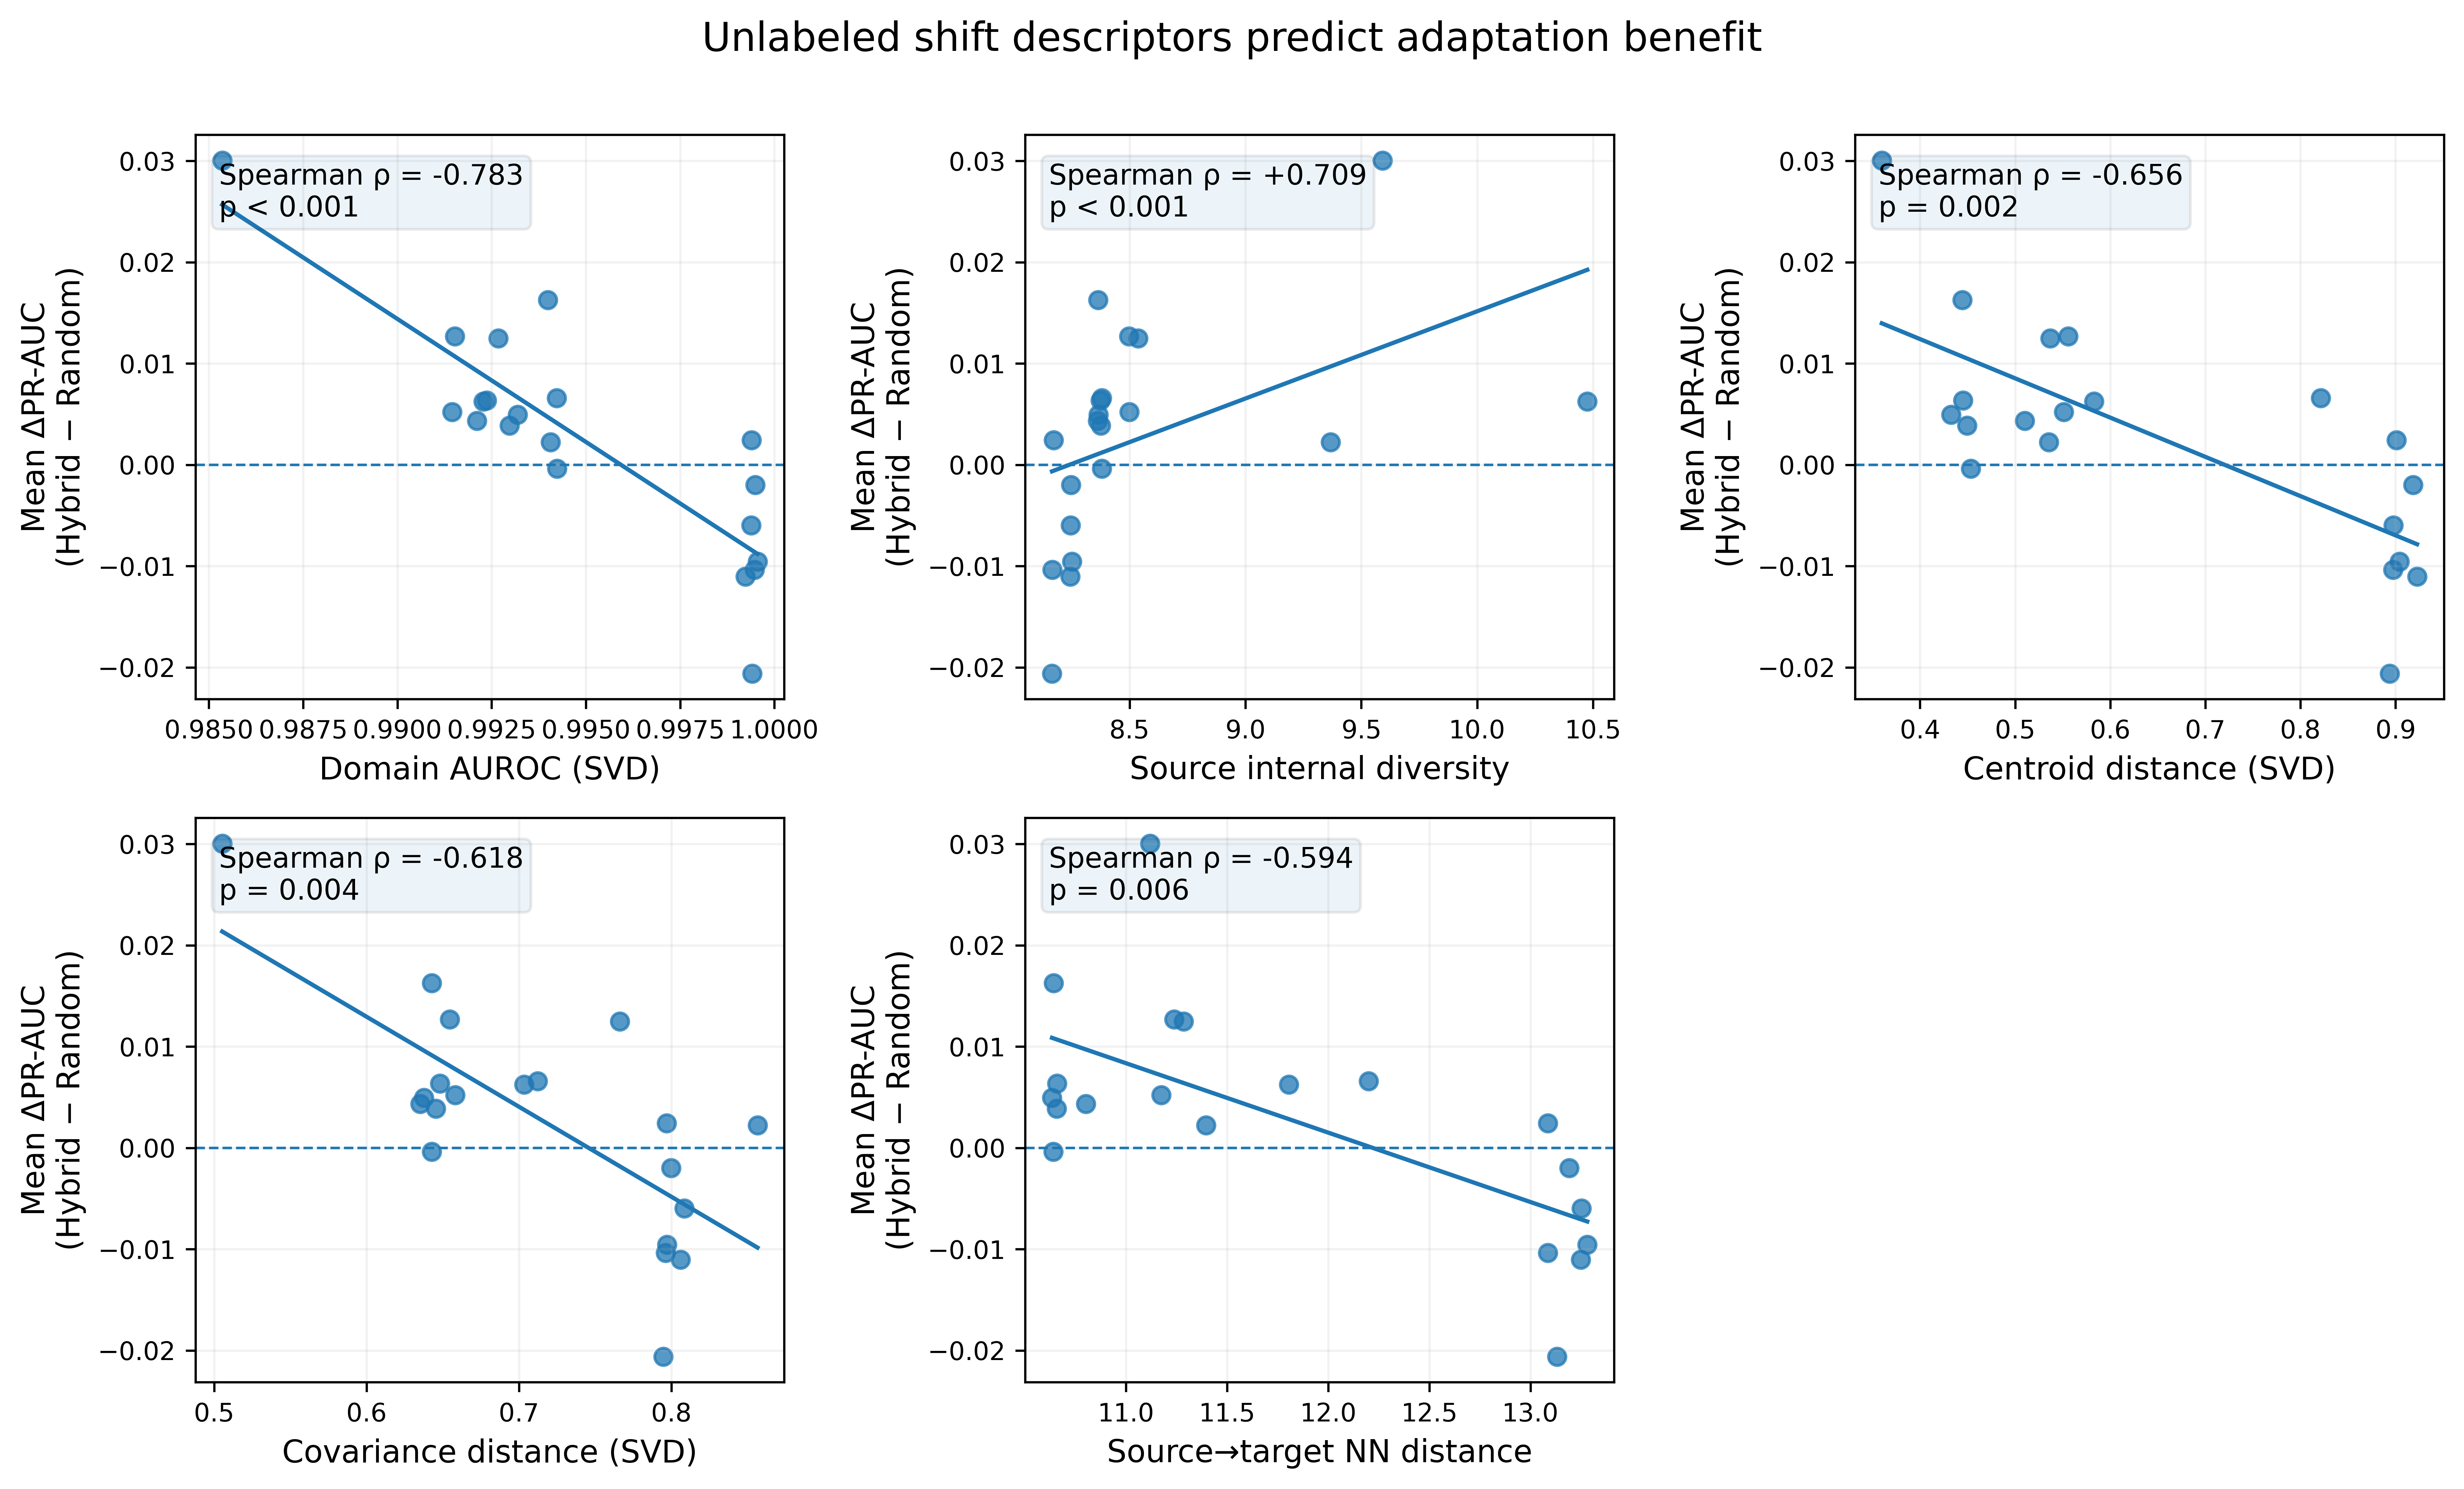 Unlabeled shift descriptors predict adaptation benefit
Mean ΔPR-AUC
(Hybrid − Random)
0.03
0.02
0.01
0.00
−0.01
−0.02
Spearman ρ = -0.783
p < 0.001
0.9850 0.9875 0.9900 0.9925 0.9950 0.9975 1.0000
Domain AUROC (SVD)
Mean ΔPR-AUC
(Hybrid − Random)
0.03
0.02
0.01
0.00
−0.01
−0.02
Spearman ρ = +0.709
p < 0.001
8.5 9.0 9.5 10.0 10.5
Source internal diversity
Mean ΔPR-AUC
(Hybrid − Random)
0.03
0.02
0.01
0.00
−0.01
−0.02
Spearman ρ = -0.656
p = 0.002
0.4 0.5 0.6 0.7 0.8 0.9
Centroid distance (SVD)
Mean ΔPR-AUC
(Hybrid − Random)
0.03
0.02
0.01
0.00
−0.01
−0.02
Spearman ρ = -0.618
p = 0.004
0.5 0.6 0.7 0.8
Covariance distance (SVD)
Mean ΔPR-AUC
(Hybrid − Random)
0.03
0.02
0.01
0.00
−0.01
−0.02
Spearman ρ = -0.594
p = 0.006
11.0 11.5 12.0 12.5 13.0
Source→target NN distance